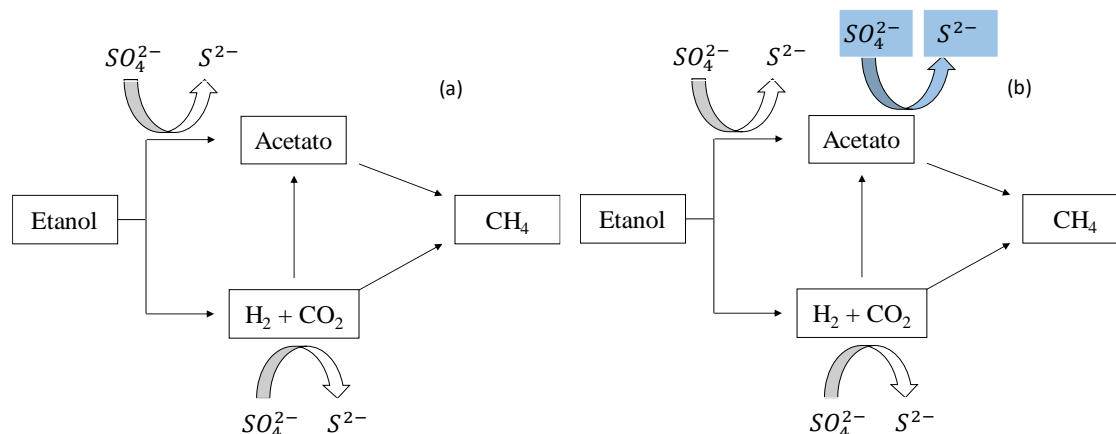 SO₄²⁻ S²⁻
(a)
Acetato
Etanol
CH₄
H₂ + CO₂
SO₄²⁻ S²⁻
SO₄²⁻ S²⁻
SO₄²⁻ S²⁻
(b)
Acetato
Etanol
CH₄
H₂ + CO₂
SO₄²⁻ S²⁻